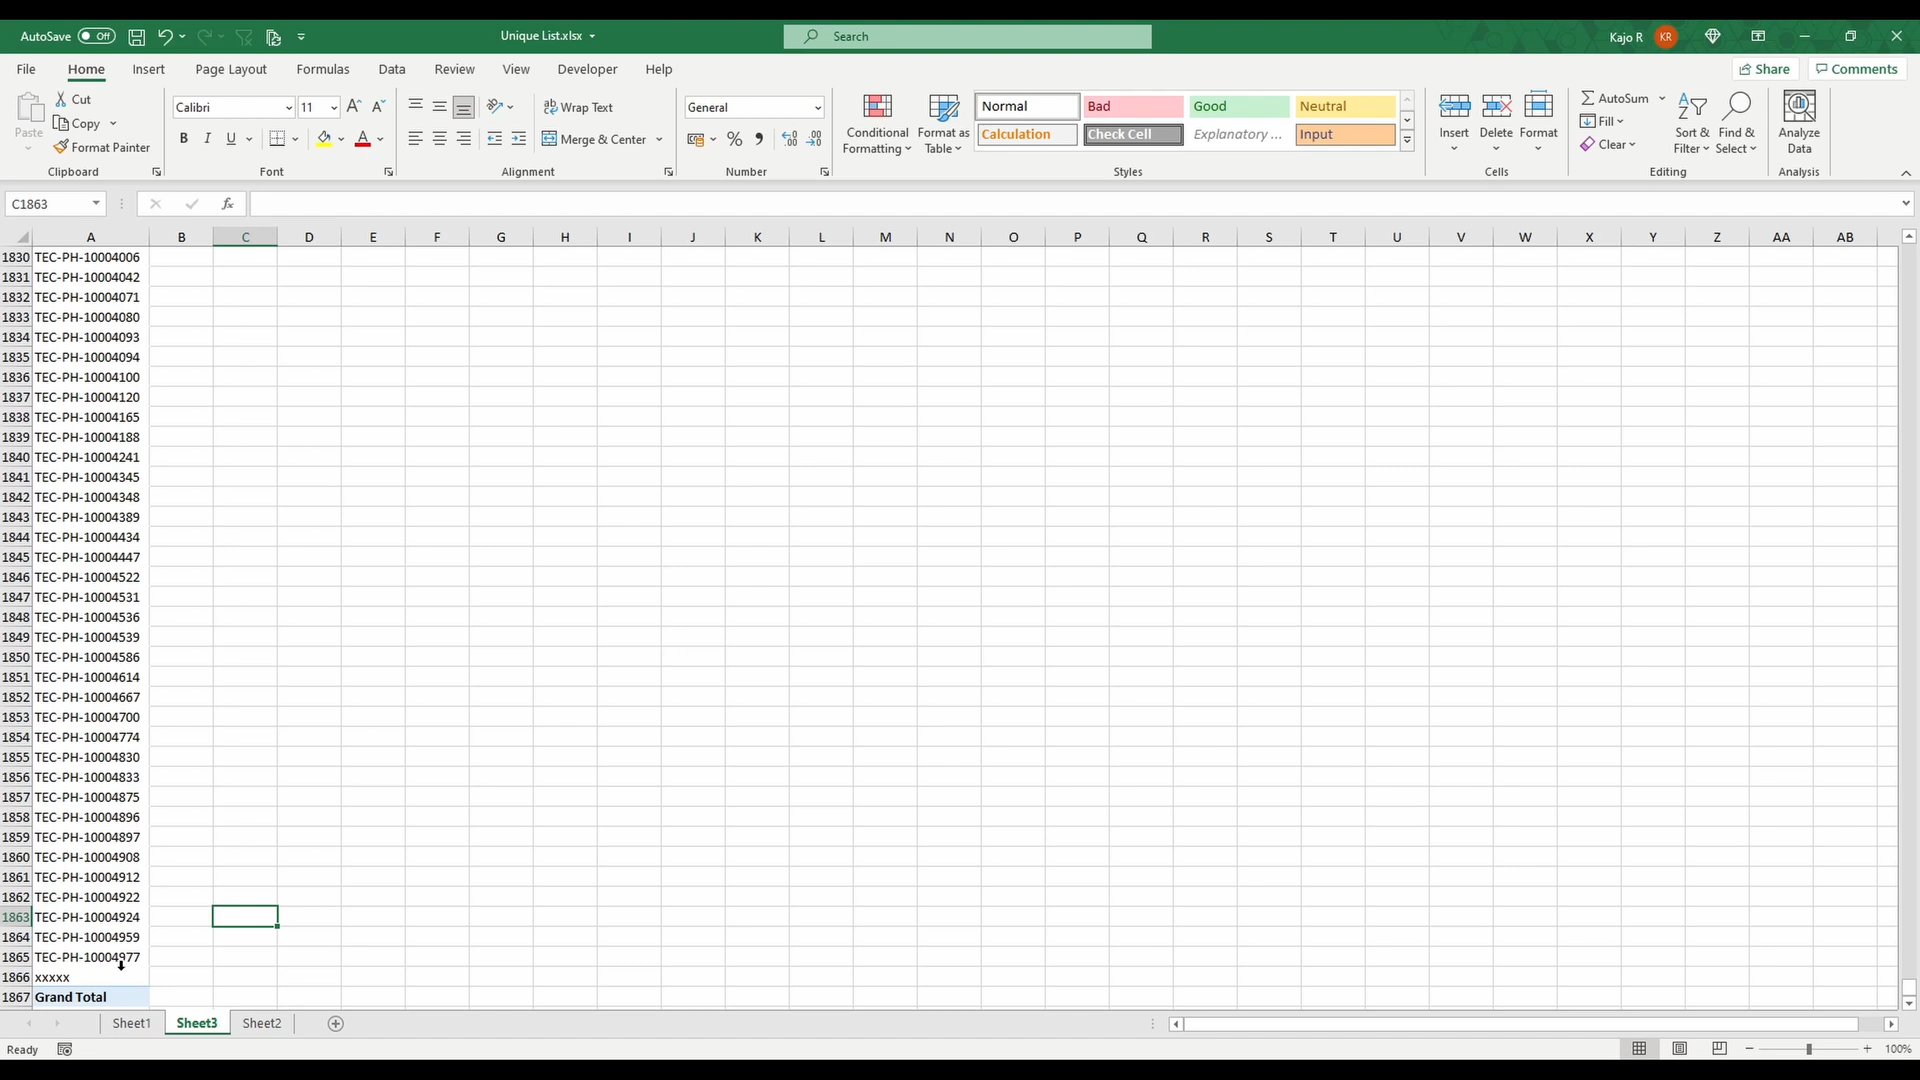 AutoSave Off Unique List.xlsx Search Kajo R KR
File Home Insert Page Layout Formulas Data Review View Developer Help Share Comments
Paste Cut Copy Format Painter Clipboard
Calibri 11 B I U Font
Wrap Text Merge & Center Alignment
General % Number
Conditional Formatting Format as Table
Normal Bad Good Neutral
Calculation Check Cell Explanatory ... Input
Styles
Insert Delete Format Cells
AutoSum Fill Clear Sort & Filter Find & Select Editing
Analyze Data Analysis
C1863 fx
A B C D E F G H I J K L M N O P Q R S T U V W X Y Z AA AB
1830 TEC-PH-10004006
1831 TEC-PH-10004042
1832 TEC-PH-10004071
1833 TEC-PH-10004080
1834 TEC-PH-10004093
1835 TEC-PH-10004094
1836 TEC-PH-10004100
1837 TEC-PH-10004120
1838 TEC-PH-10004165
1839 TEC-PH-10004188
1840 TEC-PH-10004241
1841 TEC-PH-10004345
1842 TEC-PH-10004348
1843 TEC-PH-10004389
1844 TEC-PH-10004434
1845 TEC-PH-10004447
1846 TEC-PH-10004522
1847 TEC-PH-10004531
1848 TEC-PH-10004536
1849 TEC-PH-10004539
1850 TEC-PH-10004586
1851 TEC-PH-10004614
1852 TEC-PH-10004667
1853 TEC-PH-10004700
1854 TEC-PH-10004774
1855 TEC-PH-10004830
1856 TEC-PH-10004833
1857 TEC-PH-10004875
1858 TEC-PH-10004896
1859 TEC-PH-10004897
1860 TEC-PH-10004908
1861 TEC-PH-10004912
1862 TEC-PH-10004922
1863 TEC-PH-10004924
1864 TEC-PH-10004959
1865 TEC-PH-10004977
1866 xxxxx
1867 Grand Total
Sheet1 Sheet3 Sheet2
Ready 100%